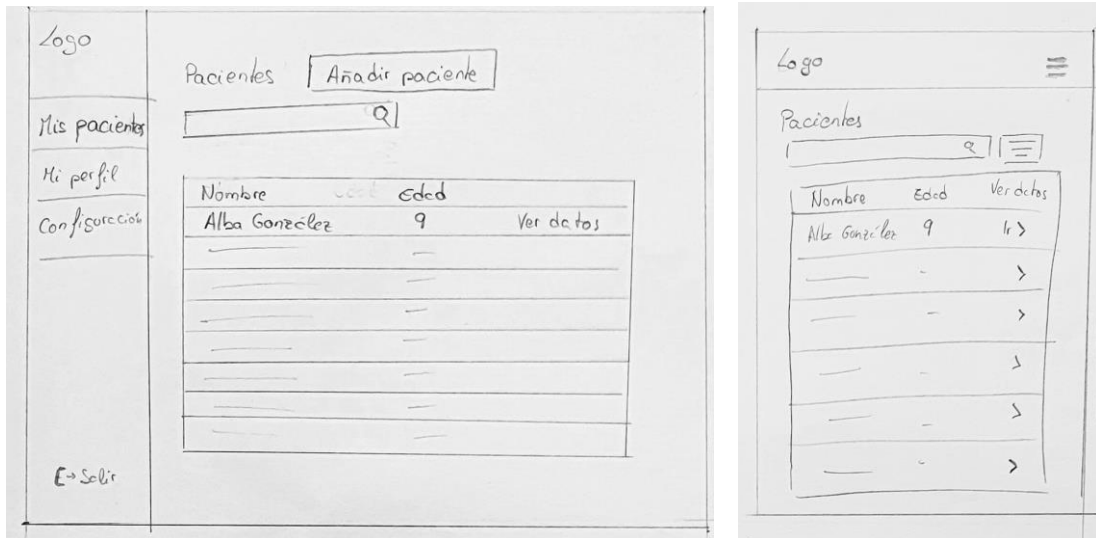 Logo
Pacientes
Añadir paciente
Mis pacientes
Mi perfil
Configuración
Nombre Edad
Alba González 9 Ver datos
Salir
Logo
Pacientes
Nombre Edad Ver datos
Alba González 9 Ir >